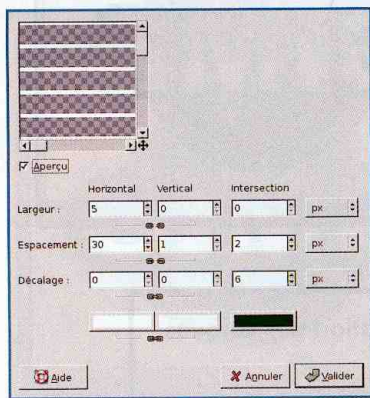 Aperçu
Horizontal Vertical Intersection
Largeur : 5 0 0 px
Espacement : 30 1 2 px
Décalage : 0 0 6 px
Aide Annuler Valider